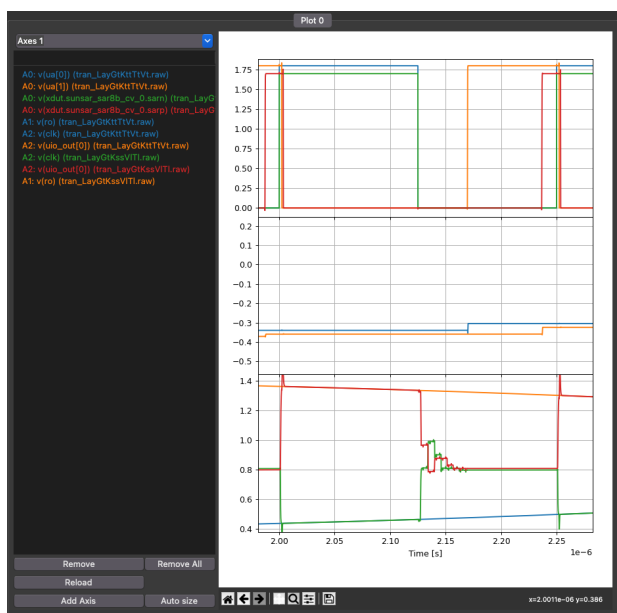 Plot 0
Axes 1
A0: v(ua[0]) (tran_LayGtKttTtVt.raw)
A0: v(ua[1]) (tran_LayGtKttTtVt.raw)
A0: v(xdut.sunsar_sar8b_cv_0.sarn) (tran_LayG
A0: v(xdut.sunsar_sar8b_cv_0.sarp) (tran_LayG
A1: v(ro) (tran_LayGtKttTtVt.raw)
A2: v(clk) (tran_LayGtKttTtVt.raw)
A2: v(uio_out[0]) (tran_LayGtKttTtVt.raw)
A2: v(clk) (tran_LayGtKssVlTl.raw)
A2: v(uio_out[0]) (tran_LayGtKssVlTl.raw)
A1: v(ro) (tran_LayGtKssVlTl.raw)
1.75
1.50
1.25
1.00
0.75
0.50
0.25
0.00
0.2
0.1
0.0
−0.1
−0.2
−0.3
−0.4
−0.5
1.4
1.2
1.0
0.8
0.6
0.4
2.00 2.05 2.10 2.15 2.20 2.25
Time [s]
1e−6
Remove Remove All
Reload
Add Axis Auto size
x=2.0011e-06 y=0.386